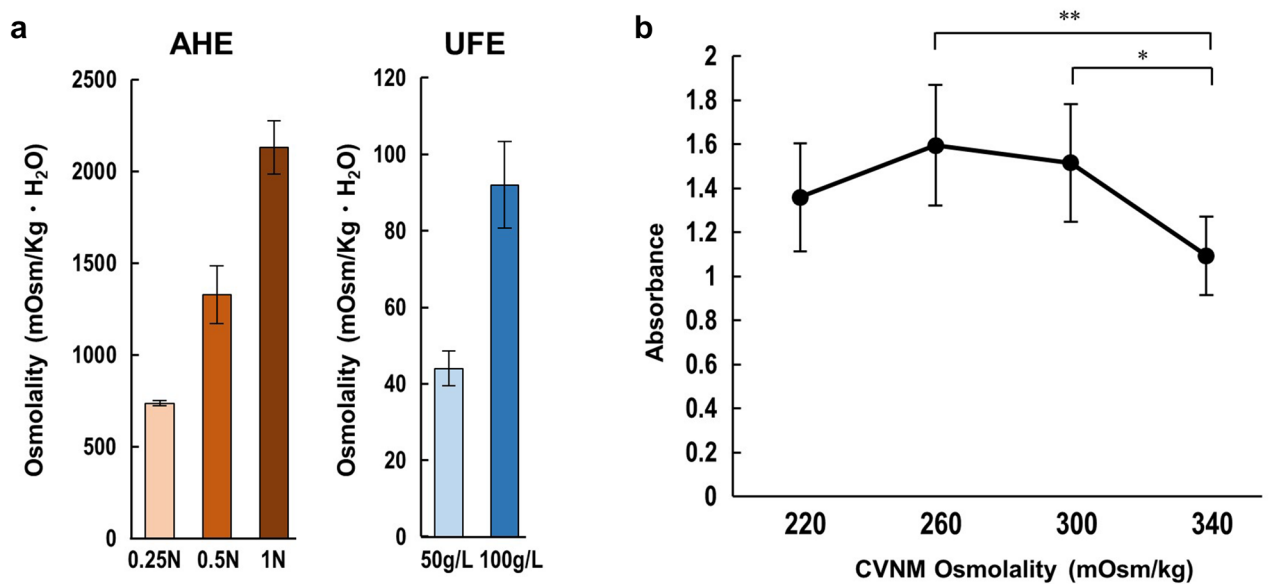 a
AHE
Osmolality (mOsm/Kg・H₂O)
2500
2000
1500
1000
500
0
0.25N 0.5N 1N
UFE
Osmolality (mOsm/Kg・H₂O)
120
100
80
60
40
20
0
50g/L 100g/L
b
**
*
Absorbance
2
1.8
1.6
1.4
1.2
1
0.8
0.6
0.4
0.2
0
220 260 300 340
CVNM Osmolality (mOsm/kg)